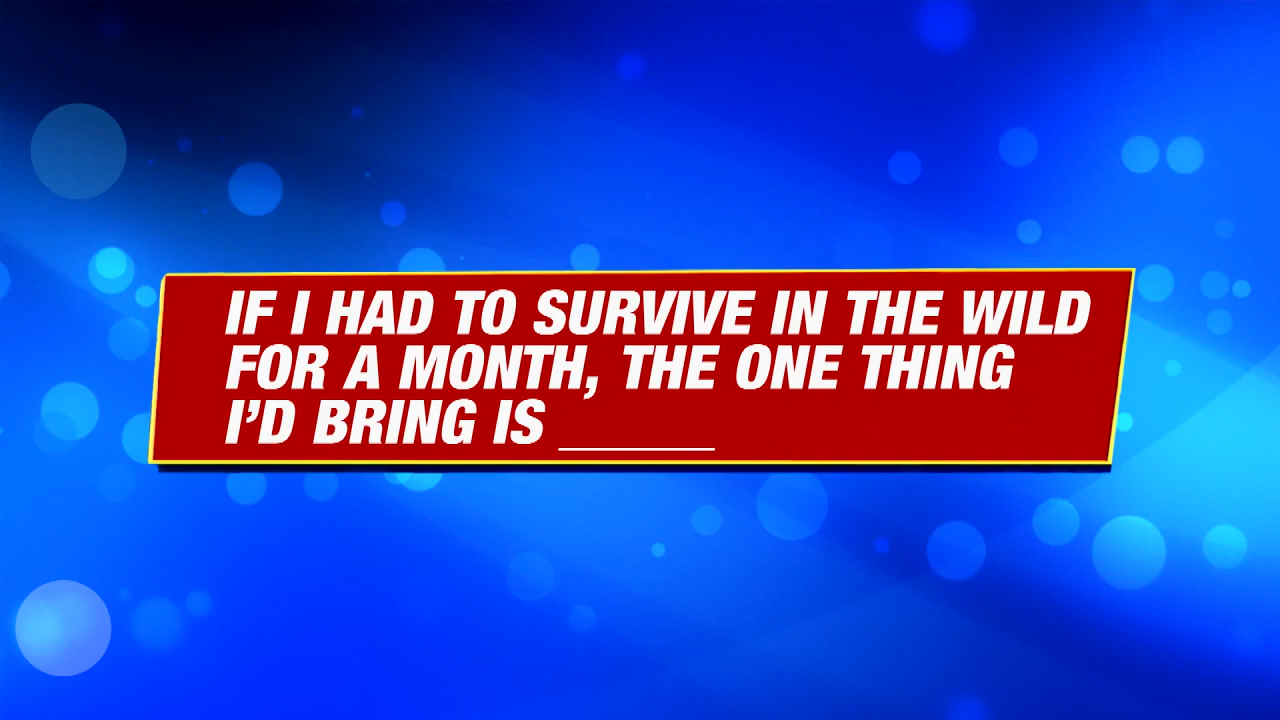 IF I HAD TO SURVIVE IN THE WILD
FOR A MONTH, THE ONE THING
I’D BRING IS ______